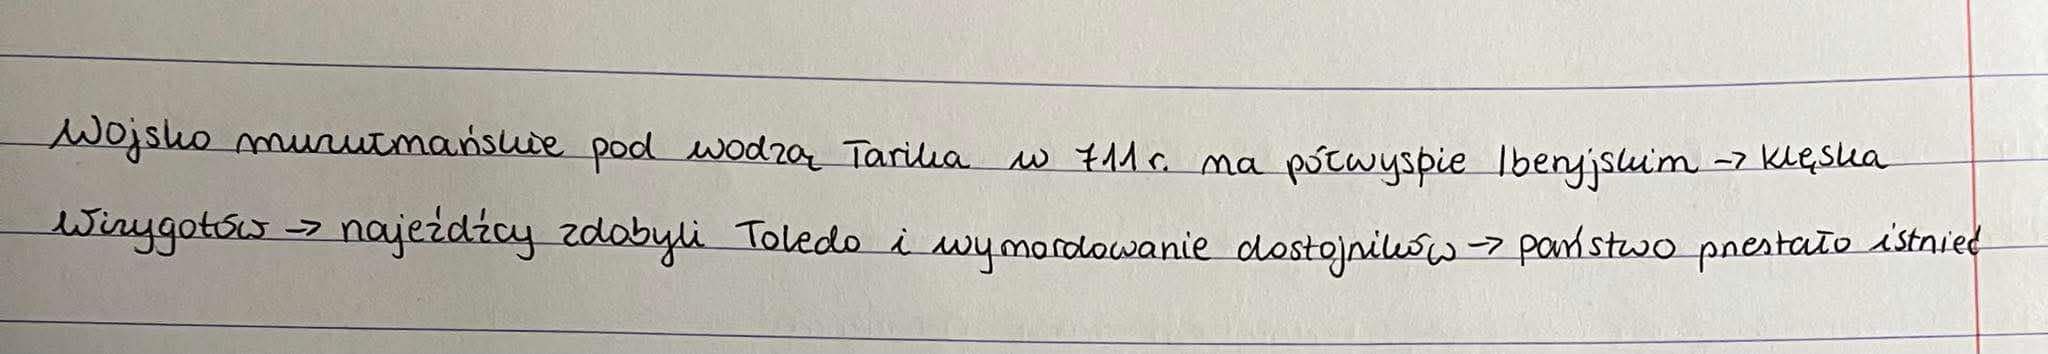 Wojsko muzułmańskie pod wodzą Tarika w 711 r. na półwyspie Iberyjskim → klęska
Wizygotów → najeźdźcy zdobyli Toledo i wymordowanie dostojników → państwo przestało istnieć